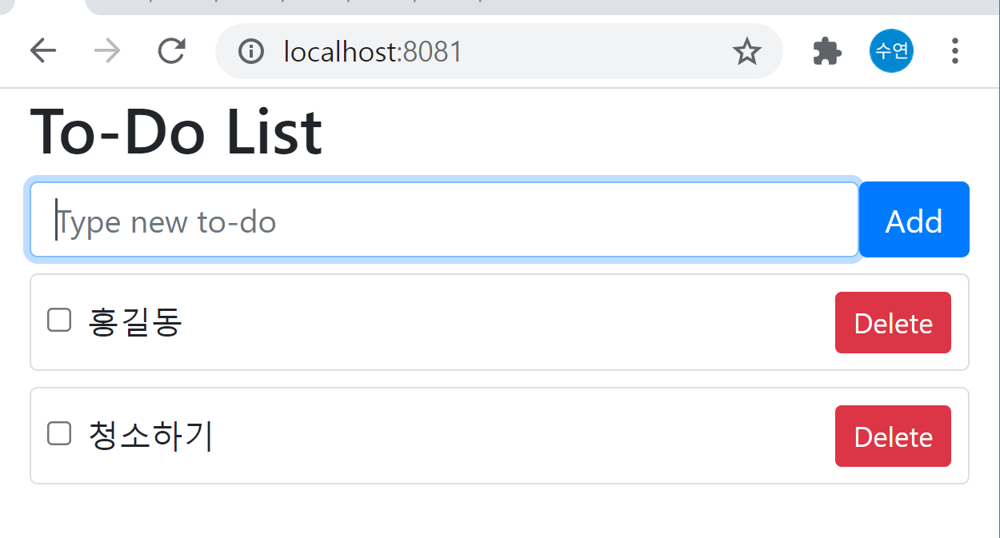 localhost:8081
수연
To-Do List
Type new to-do
Add
홍길동
Delete
청소하기
Delete